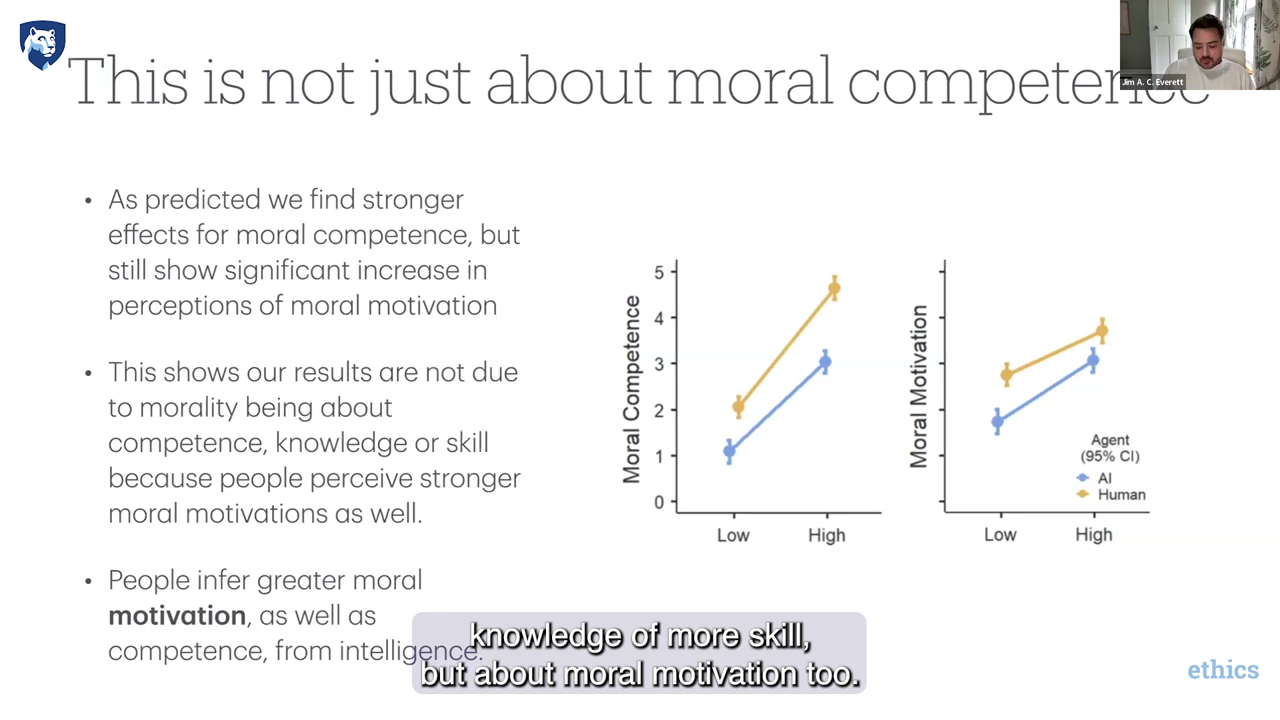 This is not just about moral competence
Jim A. C. Everett
• As predicted we find stronger
effects for moral competence, but
still show significant increase in
perceptions of moral motivation
• This shows our results are not due
to morality being about
competence, knowledge or skill
because people perceive stronger
moral motivations as well.
• People infer greater moral
motivation, as well as
competence, from intelligence.
Moral Competence
5
4
3
2
1
0
Low
High
Moral Motivation
Agent
(95% CI)
AI
Human
Low
High
knowledge of more skill,
but about moral motivation too.
ethics